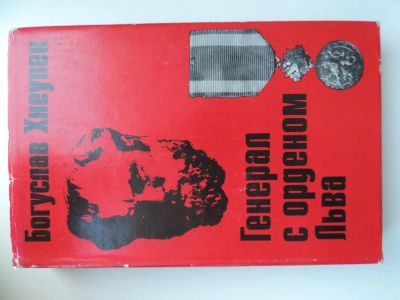 Богуслав Хнеупек
Генерал
с орденом
Льва